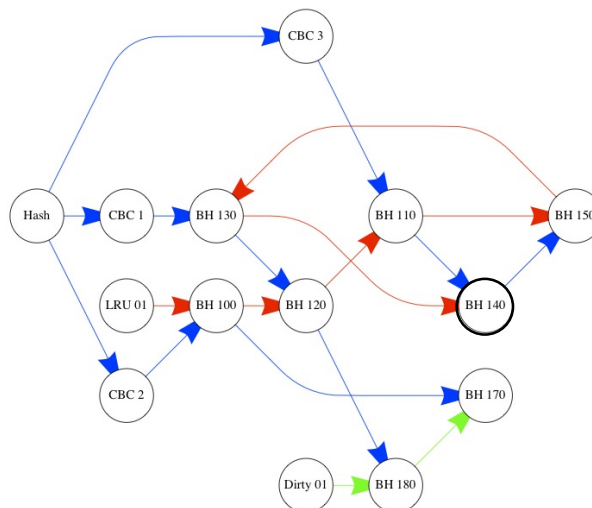 CBC 3
Hash
CBC 1
BH 130
BH 110
BH 150
LRU 01
BH 100
BH 120
BH 140
CBC 2
BH 170
Dirty 01
BH 180